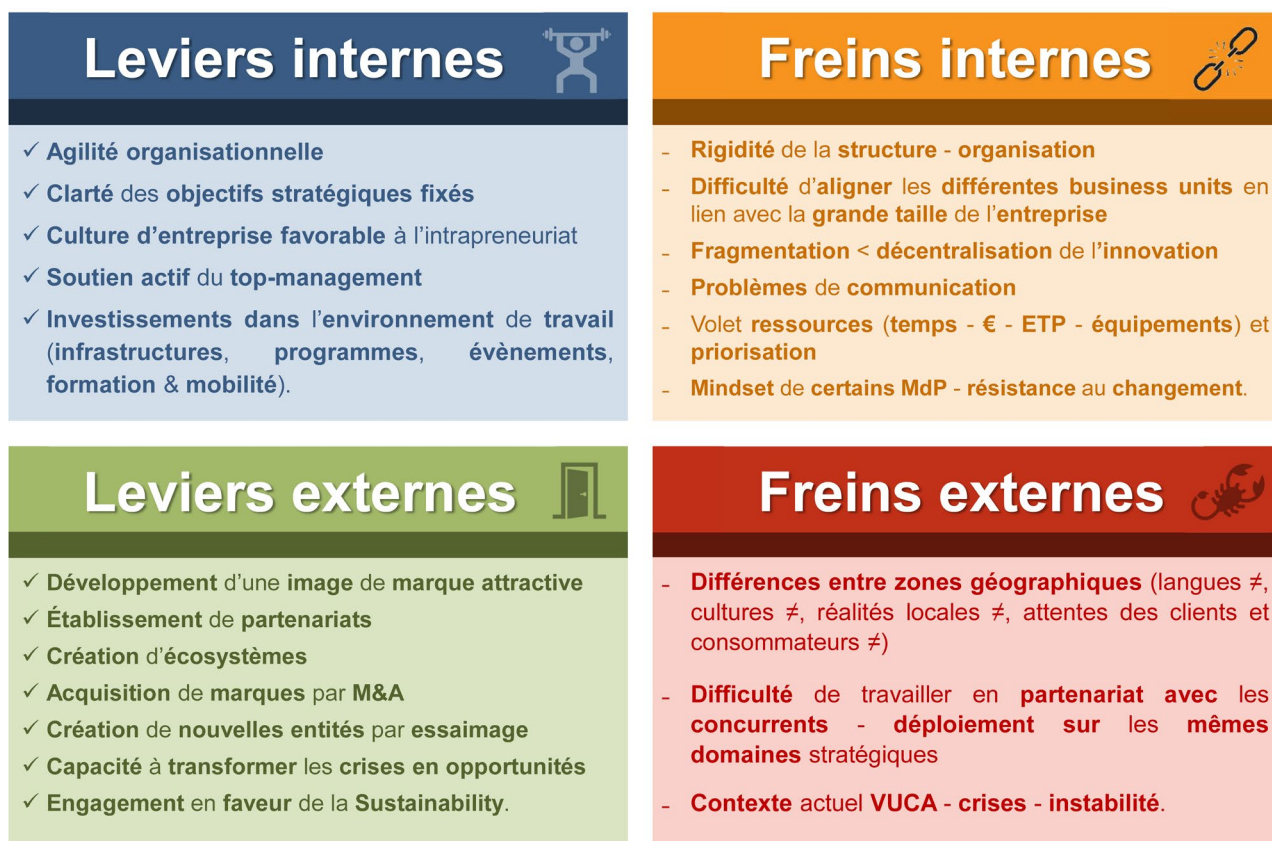 Leviers internes
✓ Agilité organisationnelle
✓ Clarté des objectifs stratégiques fixés
✓ Culture d’entreprise favorable à l’intrapreneuriat
✓ Soutien actif du top-management
✓ Investissements dans l’environnement de travail
(infrastructures, programmes, évènements,
formation & mobilité).
Freins internes
- Rigidité de la structure - organisation
- Difficulté d’aligner les différentes business units en
lien avec la grande taille de l’entreprise
- Fragmentation < décentralisation de l’innovation
- Problèmes de communication
- Volet ressources (temps - € - ETP - équipements) et
priorisation
- Mindset de certains MdP - résistance au changement.
Leviers externes
✓ Développement d’une image de marque attractive
✓ Établissement de partenariats
✓ Création d’écosystèmes
✓ Acquisition de marques par M&A
✓ Création de nouvelles entités par essaimage
✓ Capacité à transformer les crises en opportunités
✓ Engagement en faveur de la Sustainability.
Freins externes
- Différences entre zones géographiques (langues ≠,
cultures ≠, réalités locales ≠, attentes des clients et
consommateurs ≠)
- Difficulté de travailler en partenariat avec les
concurrents - déploiement sur les mêmes
domaines stratégiques
- Contexte actuel VUCA - crises - instabilité.